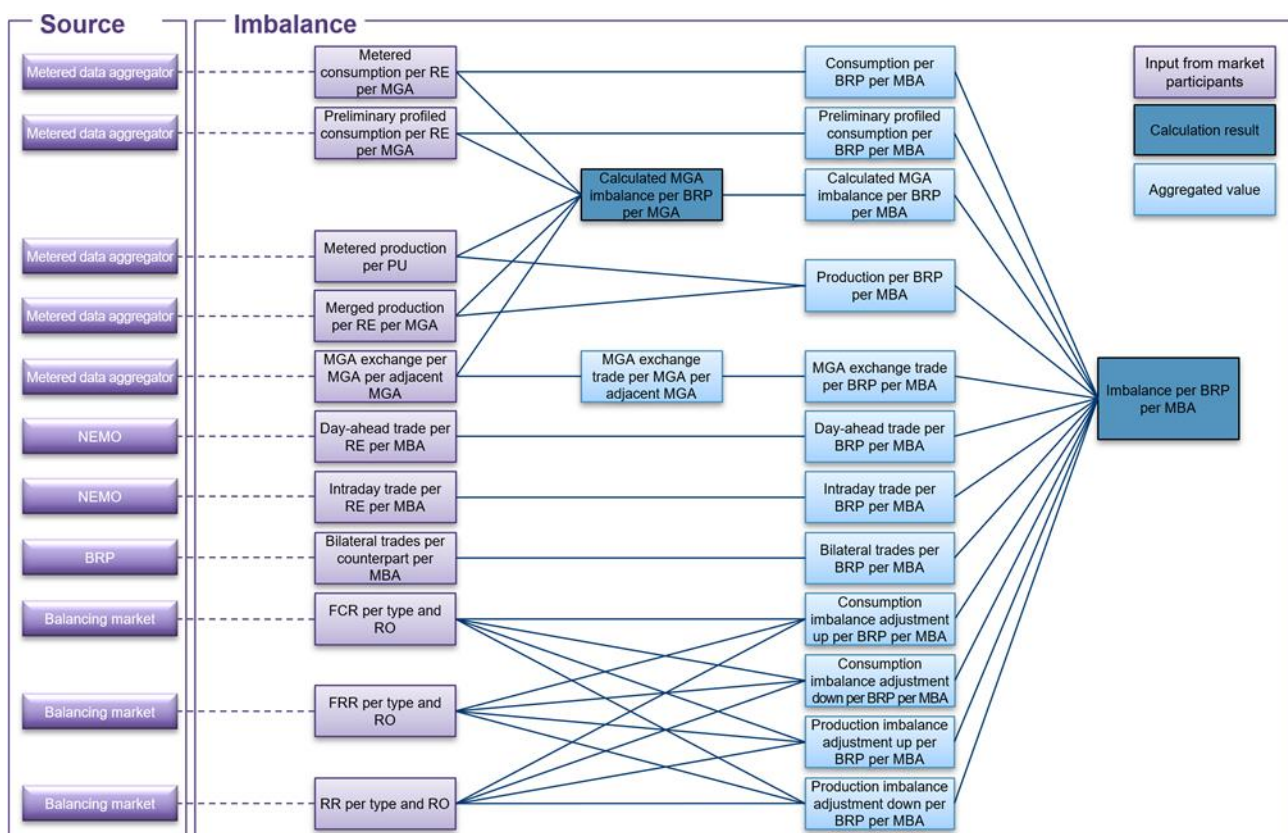 Source
Imbalance
Metered data aggregator
Metered
consumption per RE
per MGA
Consumption per
BRP per MBA
Input from market
participants
Metered data aggregator
Preliminary profiled
consumption per RE
per MGA
Preliminary profiled
consumption per
BRP per MBA
Calculation result
Calculated MGA
imbalance per BRP
per MGA
Calculated MGA
imbalance per BRP
per MBA
Aggregated value
Metered data aggregator
Metered production
per PU
Production per BRP
per MBA
Metered data aggregator
Merged production
per RE per MGA
Metered data aggregator
MGA exchange per
MGA per adjacent
MGA
MGA exchange
trade per MGA per
adjacent MGA
MGA exchange trade
per BRP per MBA
Imbalance per BRP
per MBA
NEMO
Day-ahead trade per
RE per MBA
Day-ahead trade per
BRP per MBA
NEMO
Intraday trade per
RE per MBA
Intraday trade per
BRP per MBA
BRP
Bilateral trades per
counterpart per
MBA
Bilateral trades per
BRP per MBA
Balancing market
FCR per type and
RO
Consumption
imbalance adjustment
up per BRP per MBA
Consumption
imbalance adjustment
down per BRP per MBA
Balancing market
FRR per type and
RO
Production imbalance
adjustment up per
BRP per MBA
Balancing market
RR per type and RO
Production imbalance
adjustment down per
BRP per MBA